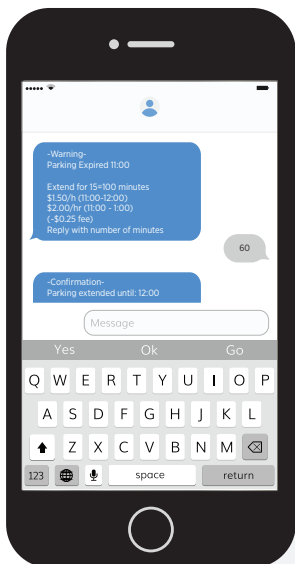 -Warning-
Parking Expired 11:00
Extend for 15=100 minutes
$1.50/h (11:00-12:00)
$2.00/hr (11:00 - 1:00)
(~$0.25 fee)
Reply with number of minutes
60
-Confirmation-
Parking extended until: 12:00
Message
Yes Ok Go
Q W E R T Y U I O P
A S D F G H J K L
Z X C V B N M
123 space return